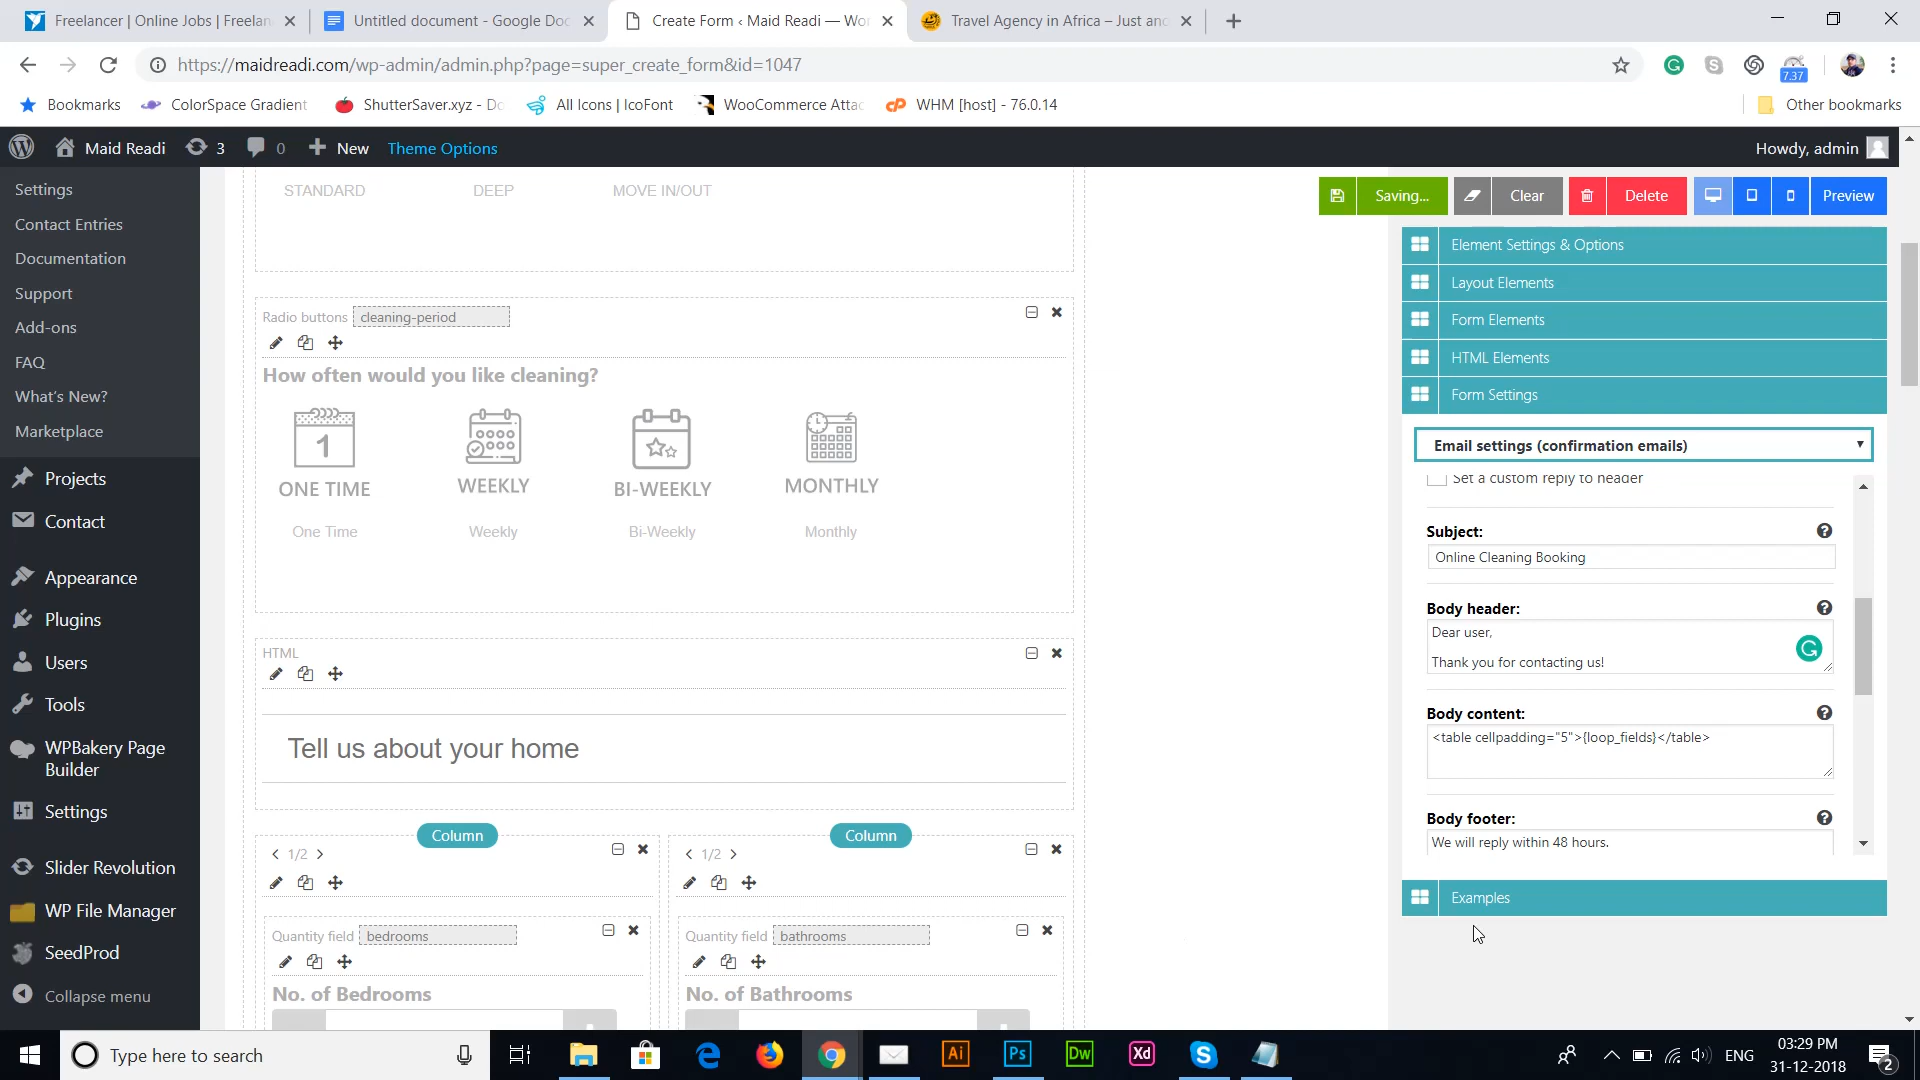 Freelancer | Online Jobs | Freelan
Untitled document - Google Doc
Create Form ‹ Maid Readi — Wor
Travel Agency in Africa – Just and
https://maidreadi.com/wp-admin/admin.php?page=super_create_form&id=1047
7.37
Bookmarks
ColorSpace Gradient
ShutterSaver.xyz - Do
All Icons | IcoFont
WooCommerce Attac
WHM [host] - 76.0.14
Other bookmarks
Maid Readi
3
0
New
Theme Options
Howdy, admin
Settings
Contact Entries
Documentation
Support
Add-ons
FAQ
What's New?
Marketplace
Projects
Contact
Appearance
Plugins
Users
Tools
WPBakery Page
Builder
Settings
Slider Revolution
WP File Manager
SeedProd
Collapse menu
STANDARD
DEEP
MOVE IN/OUT
Radio buttons
cleaning-period
How often would you like cleaning?
1
ONE TIME
WEEKLY
BI-WEEKLY
MONTHLY
One Time
Weekly
Bi-Weekly
Monthly
HTML
Tell us about your home
Column
Column
1/2
1/2
Quantity field
bedrooms
Quantity field
bathrooms
No. of Bedrooms
No. of Bathrooms
Saving...
Clear
Delete
Preview
Element Settings & Options
Layout Elements
Form Elements
HTML Elements
Form Settings
Email settings (confirmation emails)
Set a custom reply to header
Subject:
Online Cleaning Booking
Body header:
Dear user,
Thank you for contacting us!
Body content:
<table cellpadding="5">{loop_fields}</table>
Body footer:
We will reply within 48 hours.
Examples
Type here to search
Ai
Ps
Dw
Xd
ENG
03:29 PM
31-12-2018
2